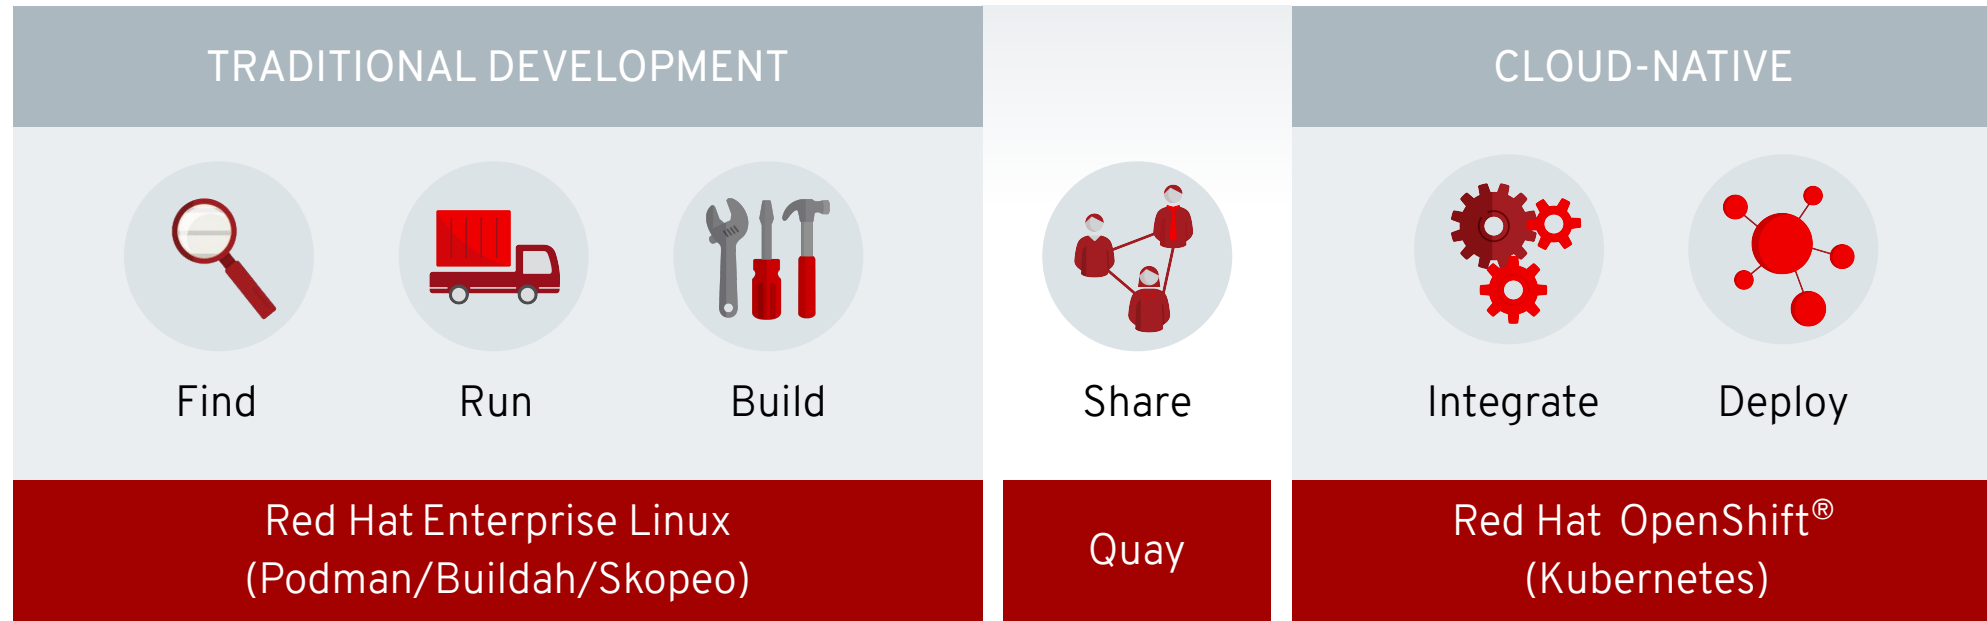 TRADITIONAL DEVELOPMENT
CLOUD-NATIVE
Find
Run
Build
Share
Integrate
Deploy
Red Hat Enterprise Linux
(Podman/Buildah/Skopeo)
Quay
Red Hat OpenShift®
(Kubernetes)